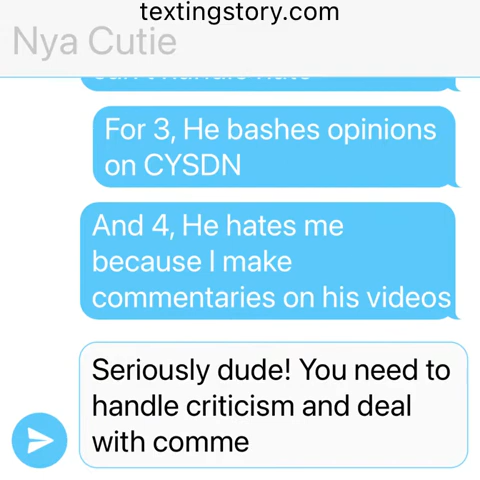 textingstory.com
Nya Cutie
For 3, He bashes opinions
on CYSDN
And 4, He hates me
because I make
commentaries on his videos
Seriously dude! You need to
handle criticism and deal
with comme